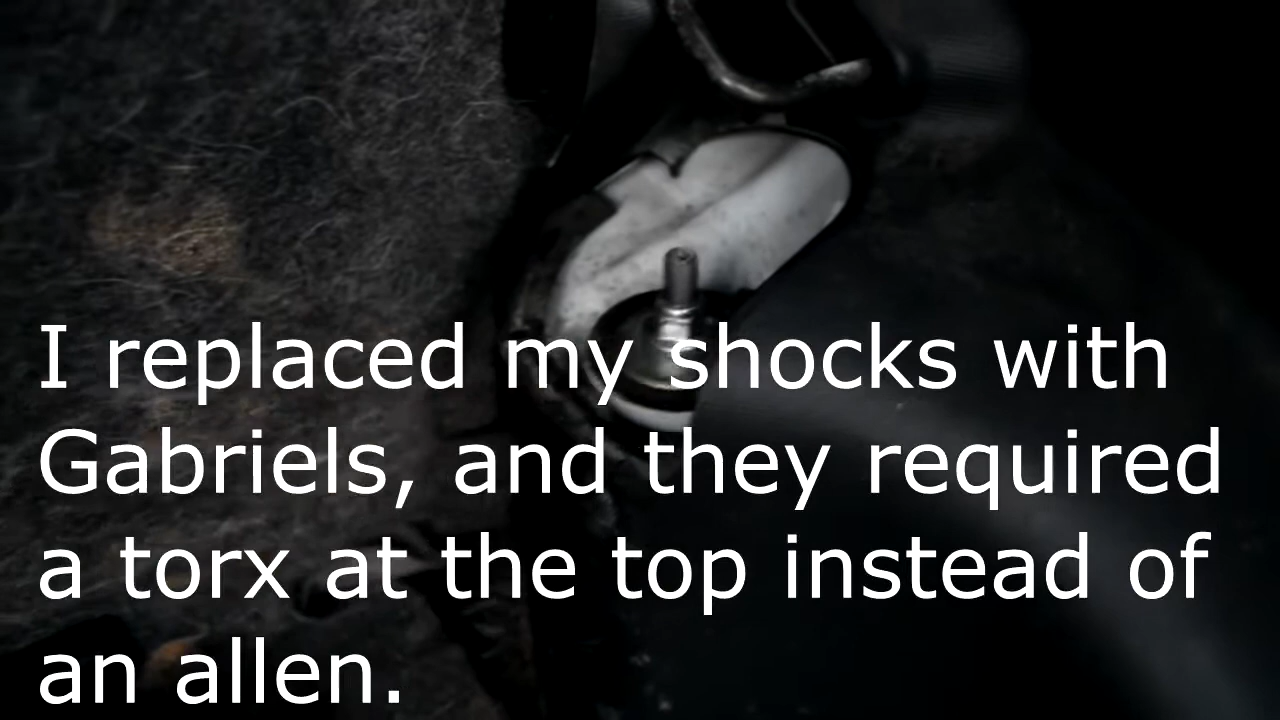 I replaced my shocks with
Gabriels, and they required
a torx at the top instead of
an allen.